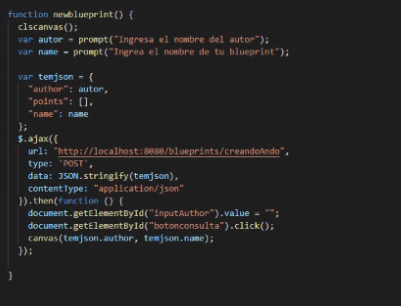 function newblueprint() {
clscanvas();
var autor = prompt("Ingresa el nombre del autor");
var name = prompt("Ingrea el nombre de tu blueprint");
var temjson = {
"author": autor,
"points": [],
"name": name
};
$.ajax({
url: "http://localhost:8080/blueprints/creandoAndo",
type: 'POST',
data: JSON.stringify(temjson),
contentType: "application/json"
}).then(function () {
document.getElementById("inputAuthor").value = "";
document.getElementById("botonconsulta").click();
canvas(temjson.author, temjson.name);
});
}